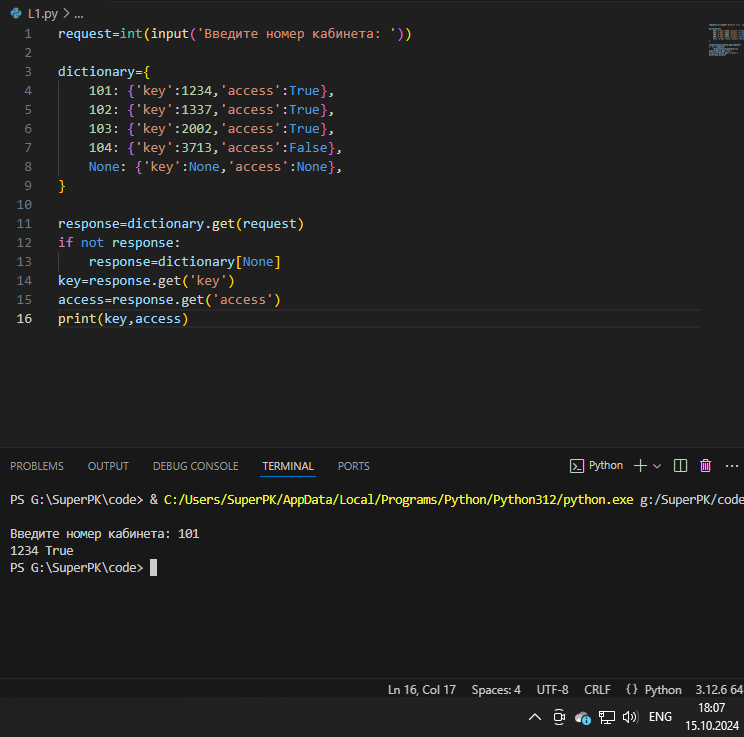 L1.py > ...
1 request=int(input('Введите номер кабинета: '))
2
3 dictionary={
4     101: {'key':1234,'access':True},
5     102: {'key':1337,'access':True},
6     103: {'key':2002,'access':True},
7     104: {'key':3713,'access':False},
8     None: {'key':None,'access':None},
9 }
10
11 response=dictionary.get(request)
12 if not response:
13     response=dictionary[None]
14 key=response.get('key')
15 access=response.get('access')
16 print(key,access)
PROBLEMS OUTPUT DEBUG CONSOLE TERMINAL PORTS Python
PS G:\SuperPK\code> & C:/Users/SuperPK/AppData/Local/Programs/Python/Python312/python.exe g:/SuperPK/code
Введите номер кабинета: 101
1234 True
PS G:\SuperPK\code>
Ln 16, Col 17 Spaces: 4 UTF-8 CRLF {} Python 3.12.6 64
ENG 18:07
15.10.2024